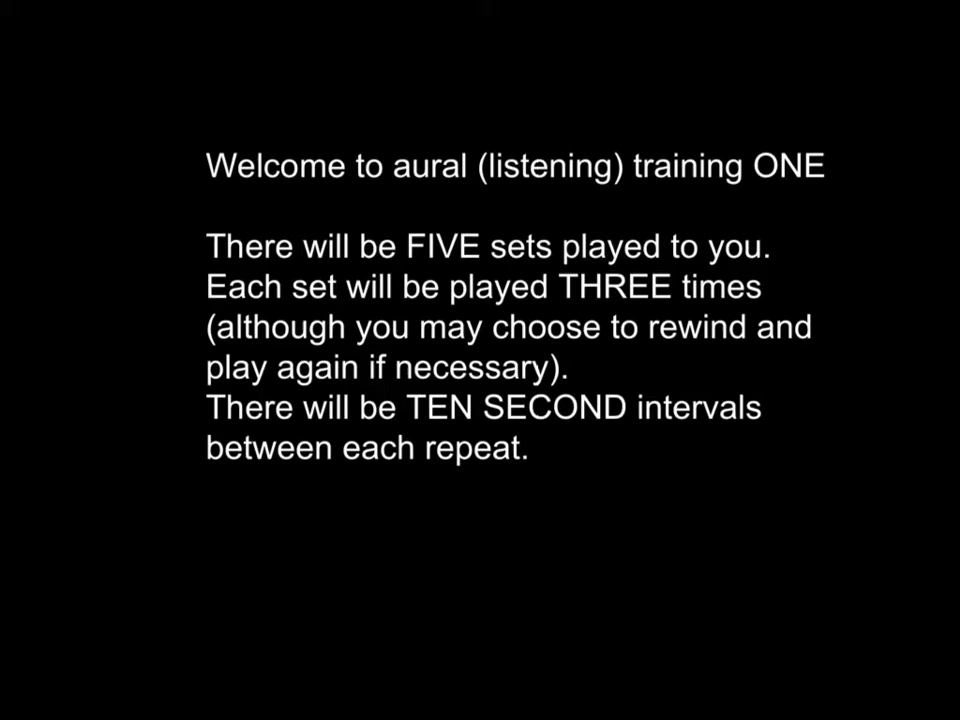 Welcome to aural (listening) training ONE
There will be FIVE sets played to you.
Each set will be played THREE times
(although you may choose to rewind and
play again if necessary).
There will be TEN SECOND intervals
between each repeat.